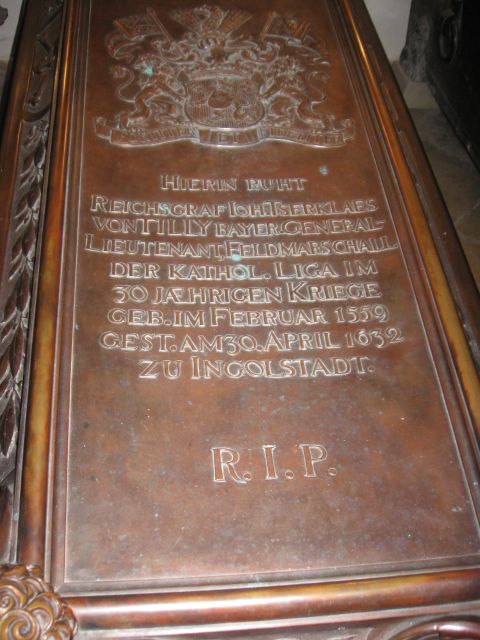 HIERIN RUHT
REICHSGRAF IOH. TSERKLAES
VON TILLY BAYER. GENERAL-
LIEUTENANT, FELDMARSCHALL
DER KATHOL. LIGA IM
30 JÆHRIGEN KRIEGE
GEB. IM FEBRUAR 1559
GEST. AM 30. APRIL 1632
ZU INGOLSTADT.
R. I. P.